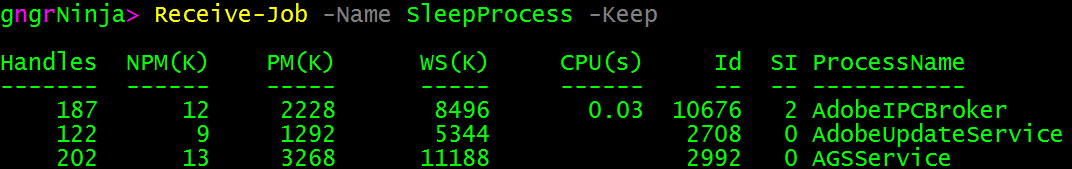 gngrNinja> Receive-Job -Name SleepProcess -Keep
Handles NPM(K) PM(K) WS(K) CPU(s) Id SI ProcessName
------- ------ ----- ----- ------ -- -- -----------
187 12 2228 8496 0.03 10676 2 AdobeIPCBroker
122 9 1292 5344 2708 0 AdobeUpdateService
202 13 3268 11188 2992 0 AGSService